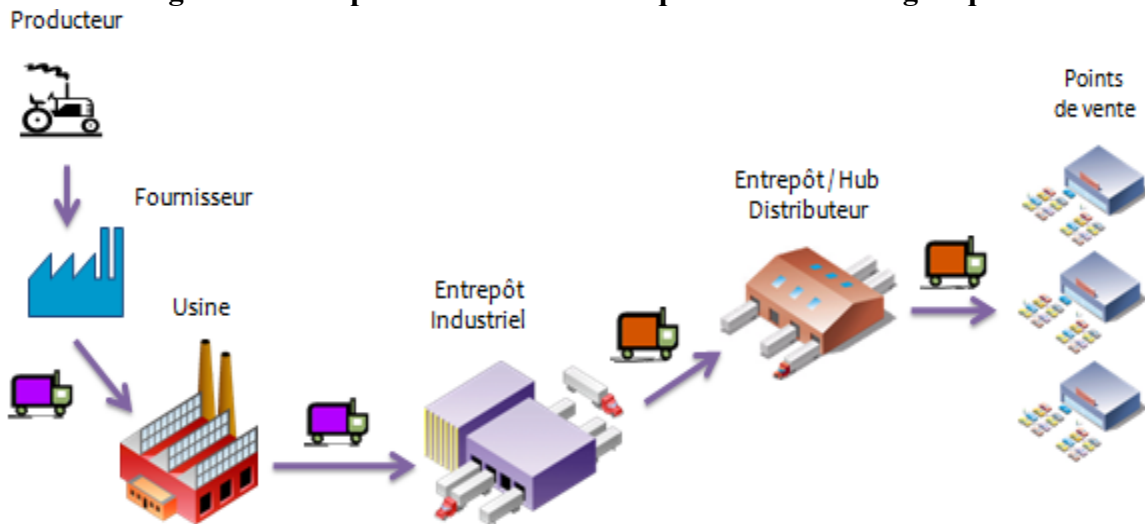 Producteur
Points
de vente
Entrepôt / Hub
Distributeur
Fournisseur
Entrepôt
Industriel
Usine